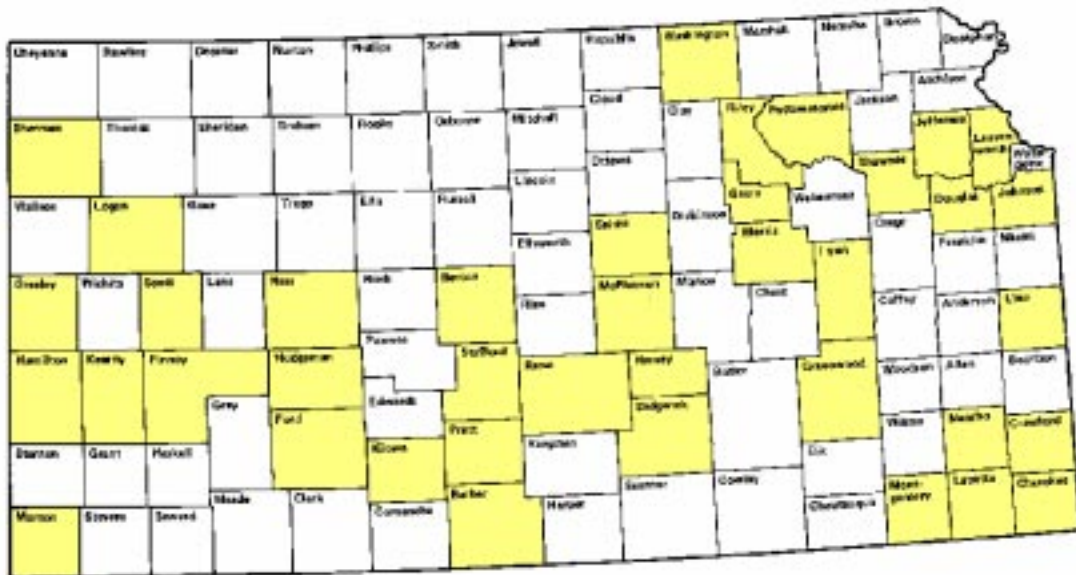 Cheyenne
Rawlins
Decatur
Norton
Phillips
Smith
Jewell
Republic
Washington
Marshall
Nemaha
Brown
Doniphan
Sherman
Thomas
Sheridan
Graham
Rooks
Osborne
Mitchell
Cloud
Clay
Riley
Pottawatomie
Jackson
Atchison
Jefferson
Leaven-
worth
Wallace
Logan
Gove
Trego
Ellis
Russell
Lincoln
Ottawa
Dickinson
Geary
Wabaunsee
Shawnee
Douglas
Johnson
Ellsworth
Saline
Morris
Lyon
Osage
Franklin
Miami
Greeley
Wichita
Scott
Lane
Ness
Rush
Barton
Rice
McPherson
Marion
Chase
Coffey
Anderson
Linn
Hamilton
Kearny
Finney
Hodgeman
Pawnee
Stafford
Reno
Harvey
Butler
Greenwood
Woodson
Allen
Bourbon
Gray
Ford
Edwards
Kiowa
Pratt
Kingman
Sedgwick
Elk
Wilson
Neosho
Crawford
Stanton
Grant
Haskell
Morton
Stevens
Seward
Meade
Clark
Comanche
Barber
Harper
Sumner
Cowley
Chautauqua
Mont-
gomery
Labette
Cherokee